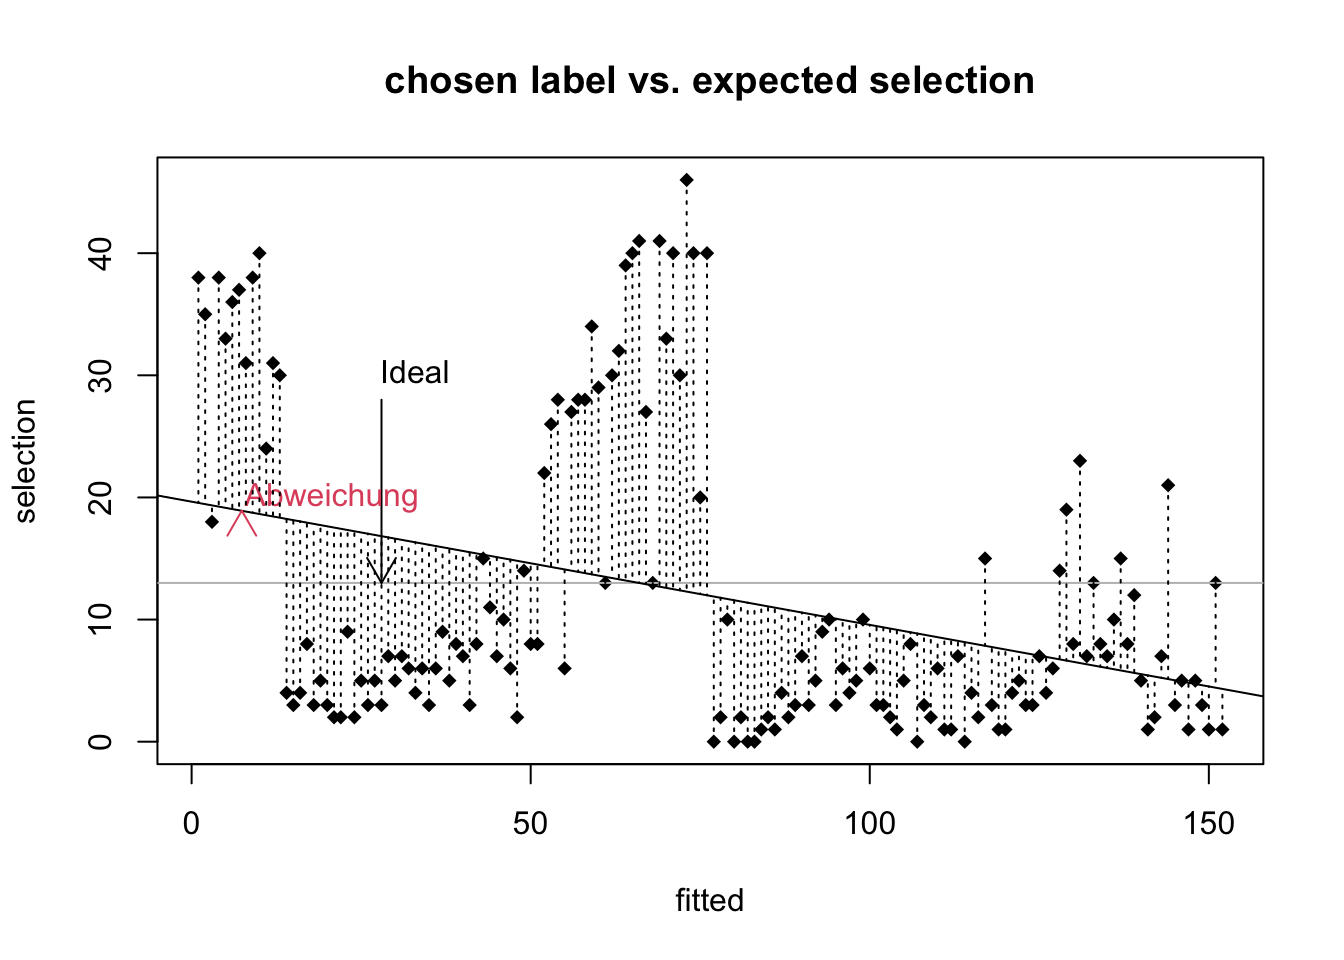 chosen label vs. expected selection
selection
40
30
20
10
0
Ideal
Abweichung
0 50 100 150
fitted